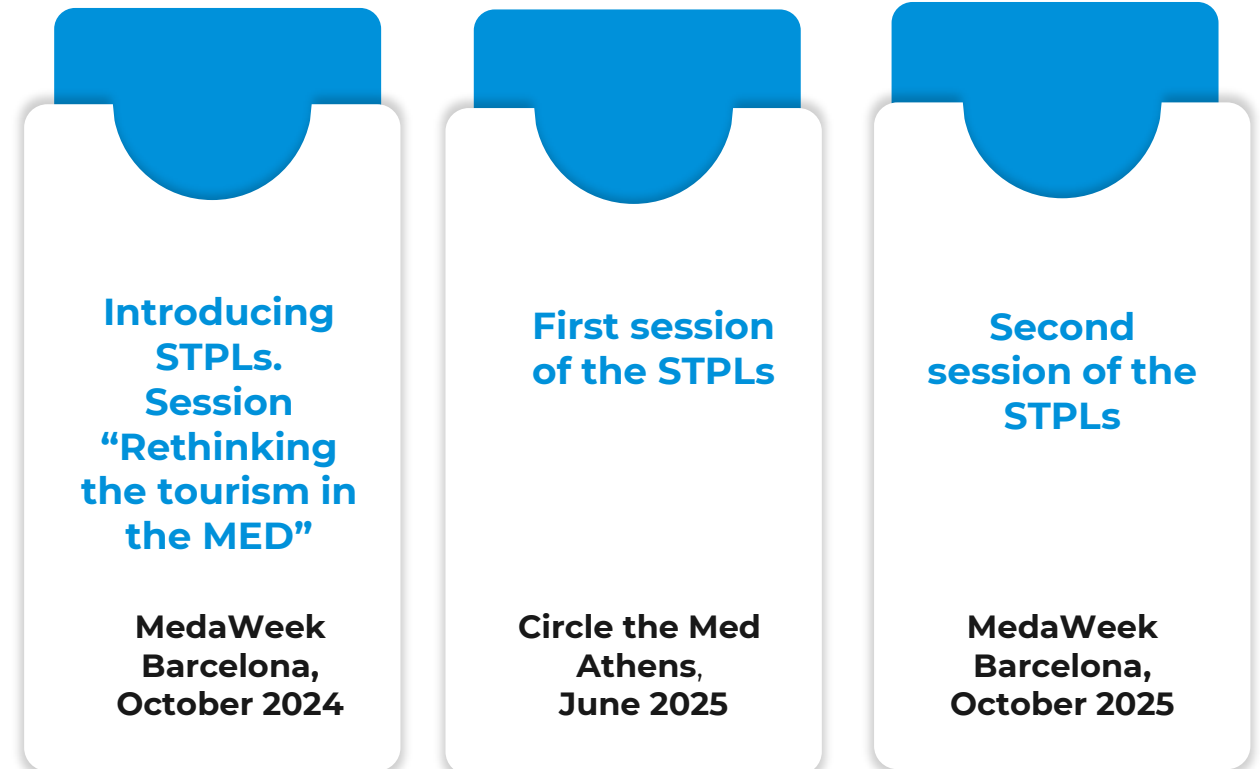 Introducing
STPLs.
Session
“Rethinking
the tourism in
the MED”
MedaWeek
Barcelona,
October 2024
First session
of the STPLs
Circle the Med
Athens,
June 2025
Second
session of the
STPLs
MedaWeek
Barcelona,
October 2025